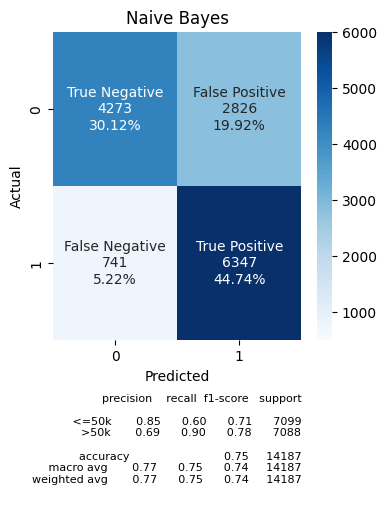 Naive Bayes
True Negative
4273
30.12%
False Positive
2826
19.92%
False Negative
741
5.22%
True Positive
6347
44.74%
0
1
Actual
0 1
Predicted
6000
5000
4000
3000
2000
1000
precision recall f1-score support
<=50k 0.85 0.60 0.71 7099
>50k 0.69 0.90 0.78 7088
accuracy 0.75 14187
macro avg 0.77 0.75 0.74 14187
weighted avg 0.77 0.75 0.74 14187